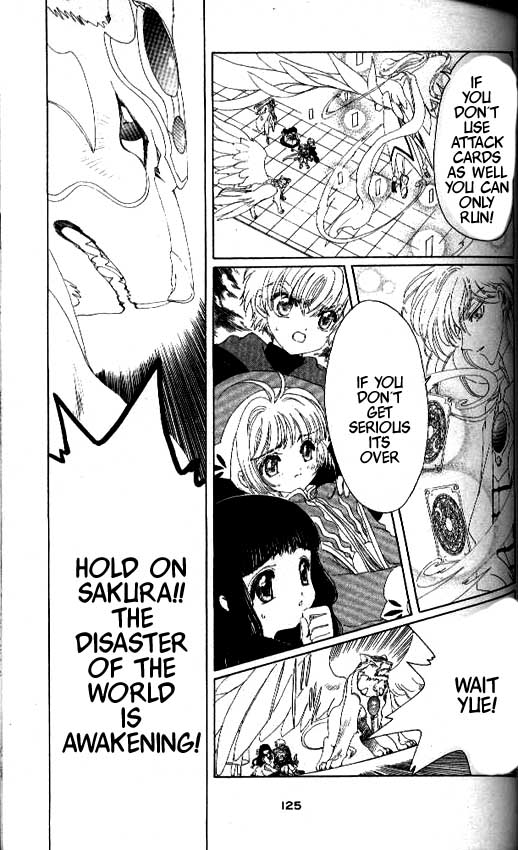 IF
YOU
DON'T
USE
ATTACK
CARDS
AS WELL
YOU CAN
ONLY
RUN!
IF YOU
DON'T
GET
SERIOUS
ITS
OVER
WAIT
YUE!
HOLD ON
SAKURA!!
THE
DISASTER
OF THE
WORLD
IS
AWAKENING!
125